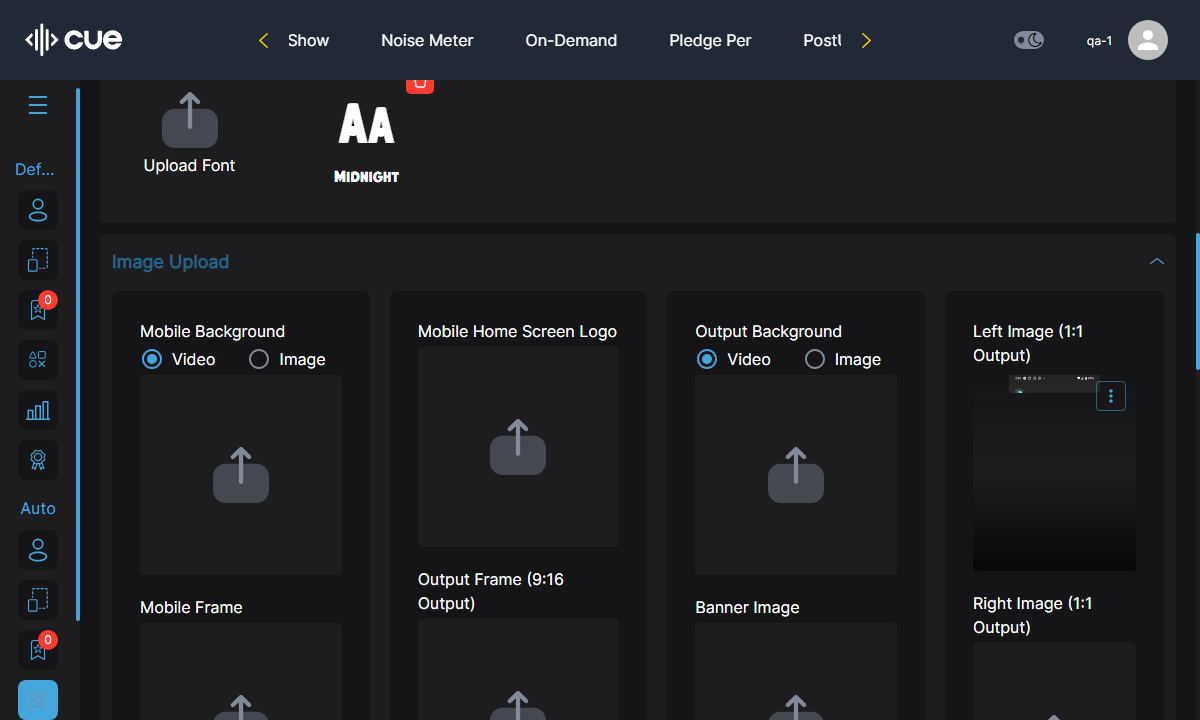 cue
Show
Noise Meter
On-Demand
Pledge Per
Postl
qa-1
Def...
0
Auto
0
Upload Font
AA
MIDNIGHT
Image Upload
Mobile Background
Video
Image
Mobile Frame
Mobile Home Screen Logo
Output Frame (9:16
Output)
Output Background
Video
Image
Banner Image
Left Image (1:1
Output)
Right Image (1:1
Output)